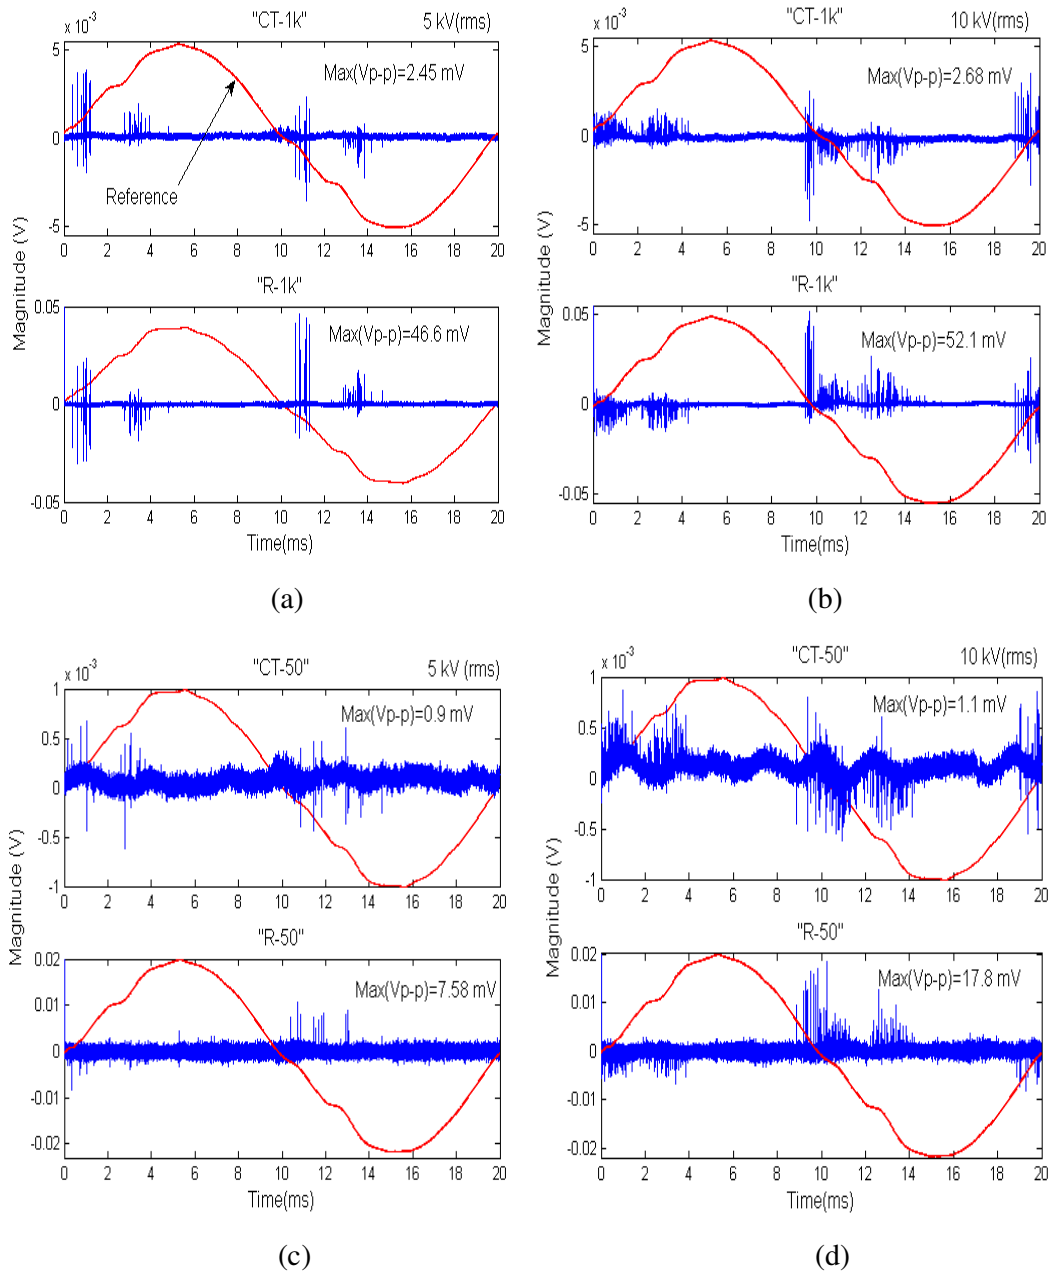 x 10⁻³ "CT-1k" 5 kV(rms)
5
0
-5
Max(Vp-p)=2.45 mV
Reference
0 2 4 6 8 10 12 14 16 18 20
"R-1k"
0.05
0
-0.05
Max(Vp-p)=46.6 mV
0 2 4 6 8 10 12 14 16 18 20
Time(ms)
Magnitude (V)
(a)
x 10⁻³ "CT-1k" 10 kV(rms)
5
0
-5
Max(Vp-p)=2.68 mV
0 2 4 6 8 10 12 14 16 18 20
"R-1k"
0.05
0
-0.05
Max(Vp-p)=52.1 mV
0 2 4 6 8 10 12 14 16 18 20
Time(ms)
Magnitude (V)
(b)
x 10⁻³ "CT-50" 5 kV (rms)
1
0.5
0
-0.5
-1
Max(Vp-p)=0.9 mV
0 2 4 6 8 10 12 14 16 18 20
"R-50"
0.02
0.01
0
-0.01
-0.02
Max(Vp-p)=7.58 mV
0 2 4 6 8 10 12 14 16 18 20
Time(ms)
Magnitude (V)
(c)
x 10⁻³ "CT-50" 10 kV(rms)
1
0.5
0
-0.5
-1
Max(Vp-p)=1.1 mV
0 2 4 6 8 10 12 14 16 18 20
"R-50"
0.02
0.01
0
-0.01
-0.02
Max(Vp-p)=17.8 mV
0 2 4 6 8 10 12 14 16 18 20
Time(ms)
Magnitude (V)
(d)